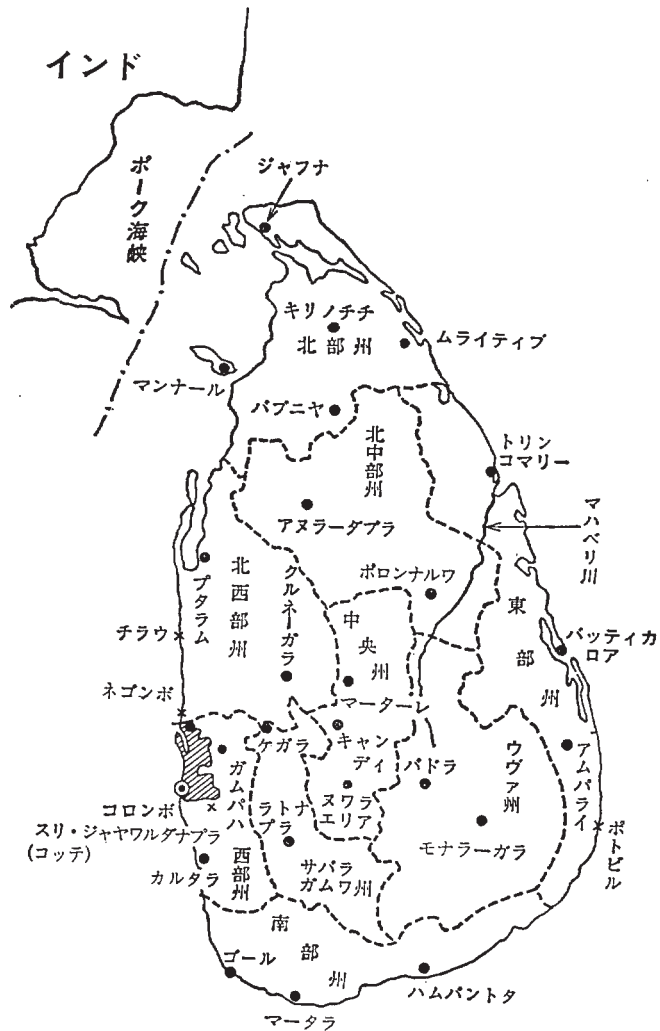 インド
ポーク海峡
ジャフナ
キリノチチ
北部州
ムライティブ
マンナール
バブニヤ
北中部州
トリン
コマリー
アヌラーダプラ
マハベリ川
プタラム
北西部州
クルネーガラ
ポロンナルワ
東部州
チラウ
中央州
バッティカ
ロア
ネゴンボ
マーターレ
ケガラ
キャン
ディ
バドラ
ウヴァ州
アムパライ
ガムパハ
コロンボ
ヌワラ
エリア
ラトナ
プラ
スリ・ジャヤワルダナプラ
(コッテ)
モナラーガラ
ポトビル
カルタラ
西部州
サバラ
ガムワ州
南部州
ゴール
ハムバントタ
マータラ